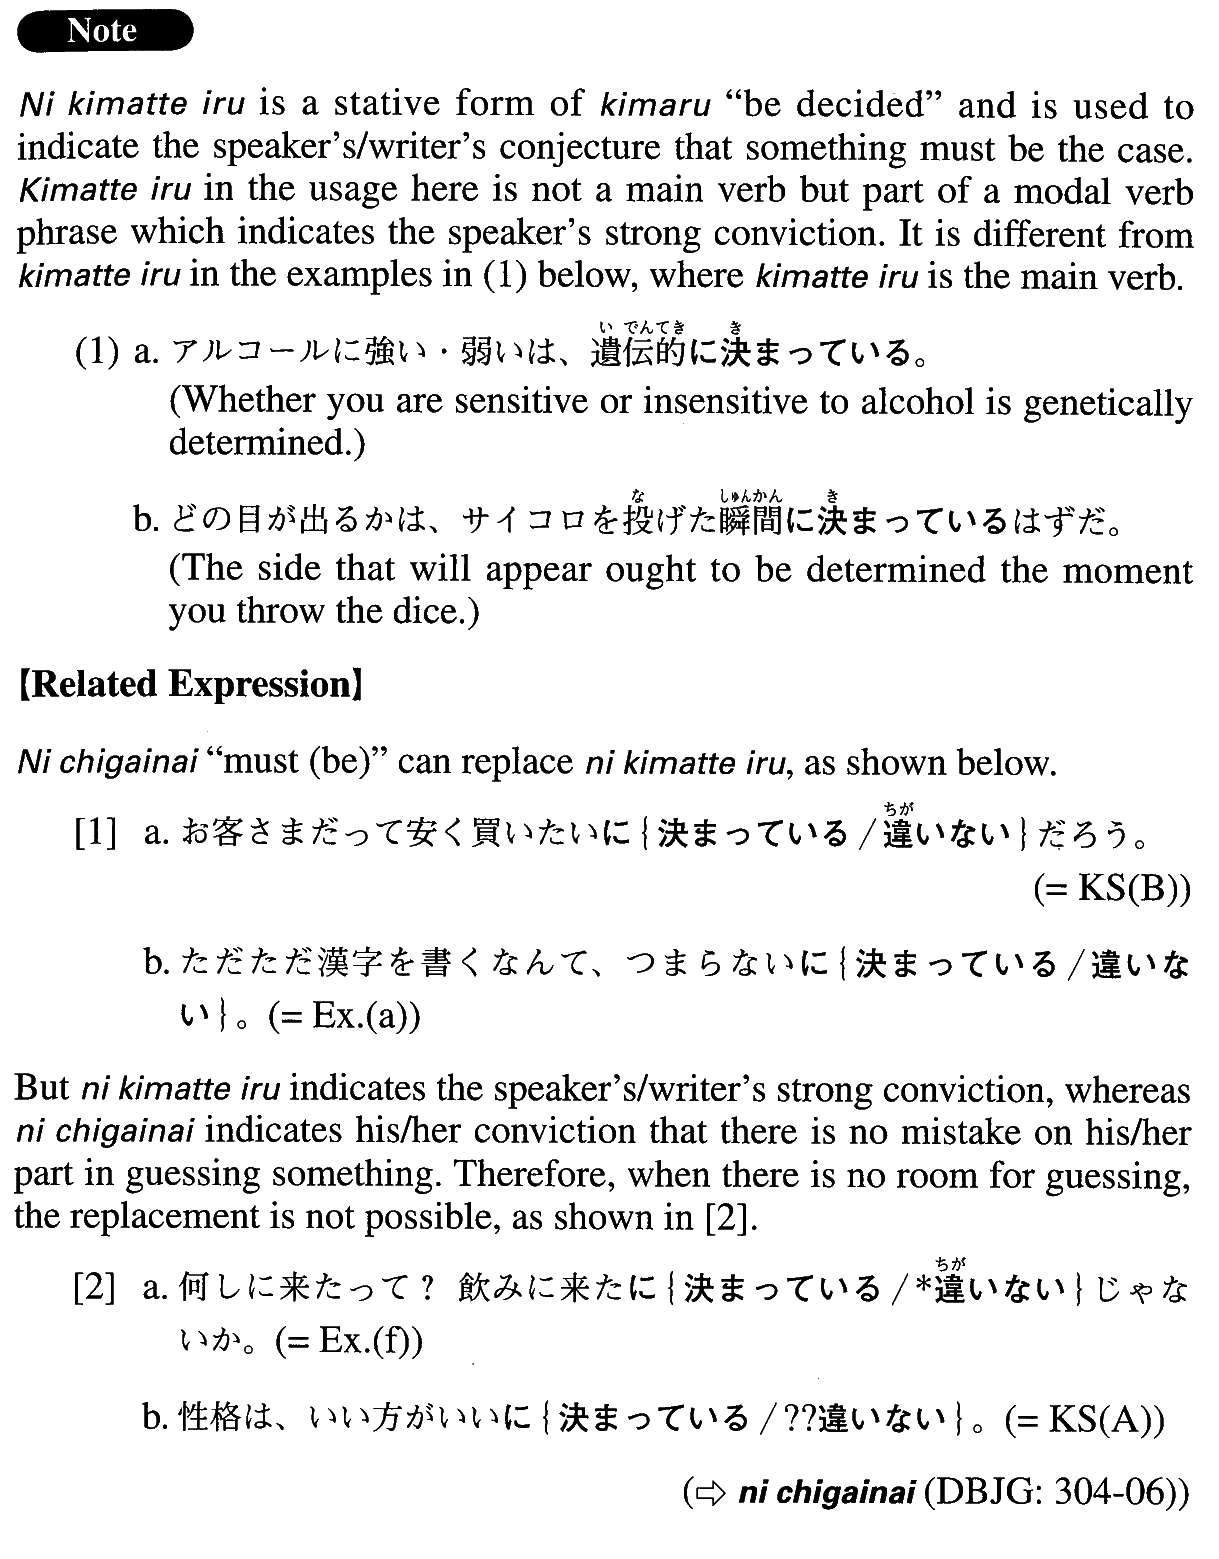 Note
Ni kimatte iru is a stative form of kimaru “be decided” and is used to
indicate the speaker’s/writer’s conjecture that something must be the case.
Kimatte iru in the usage here is not a main verb but part of a modal verb
phrase which indicates the speaker’s strong conviction. It is different from
kimatte iru in the examples in (1) below, where kimatte iru is the main verb.
い でんてき き
(1) a. アルコールに強い・弱いは、遺伝的に決まっている。
(Whether you are sensitive or insensitive to alcohol is genetically
determined.)
な しゅんかん き
b. どの目が出るかは、サイコロを投げた瞬間に決まっているはずだ。
(The side that will appear ought to be determined the moment
you throw the dice.)
【Related Expression】
Ni chigainai “must (be)” can replace ni kimatte iru, as shown below.
ちが
[1] a. お客さまだって安く買いたいに{決まっている/違いない}だろう。
(= KS(B))
b. ただただ漢字を書くなんて、つまらないに{決まっている/違いな
い}。(= Ex.(a))
But ni kimatte iru indicates the speaker’s/writer’s strong conviction, whereas
ni chigainai indicates his/her conviction that there is no mistake on his/her
part in guessing something. Therefore, when there is no room for guessing,
the replacement is not possible, as shown in [2].
ちが
[2] a. 何しに来たって? 飲みに来たに{決まっている/*違いない}じゃな
いか。(= Ex.(f))
b. 性格は、いい方がいいに{決まっている/??違いない}。(= KS(A))
(⇨ ni chigainai (DBJG: 304-06))